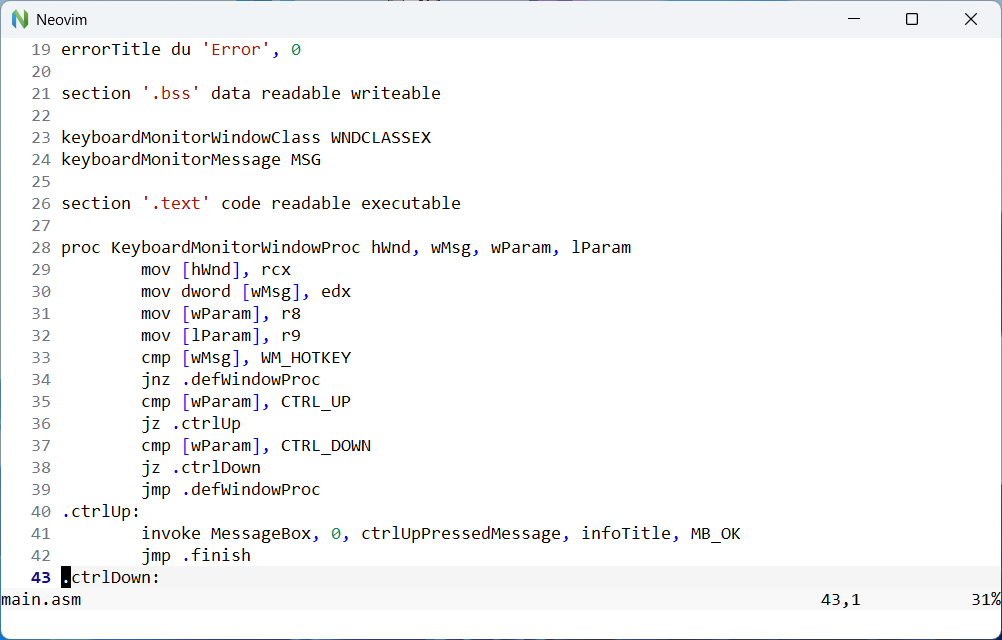 Neovim
19 errorTitle du 'Error', 0
20
21 section '.bss' data readable writeable
22
23 keyboardMonitorWindowClass WNDCLASSEX
24 keyboardMonitorMessage MSG
25
26 section '.text' code readable executable
27
28 proc KeyboardMonitorWindowProc hWnd, wMsg, wParam, lParam
29         mov [hWnd], rcx
30         mov dword [wMsg], edx
31         mov [wParam], r8
32         mov [lParam], r9
33         cmp [wMsg], WM_HOTKEY
34         jnz .defWindowProc
35         cmp [wParam], CTRL_UP
36         jz .ctrlUp
37         cmp [wParam], CTRL_DOWN
38         jz .ctrlDown
39         jmp .defWindowProc
40 .ctrlUp:
41         invoke MessageBox, 0, ctrlUpPressedMessage, infoTitle, MB_OK
42         jmp .finish
43 .ctrlDown:
main.asm 43,1 31%